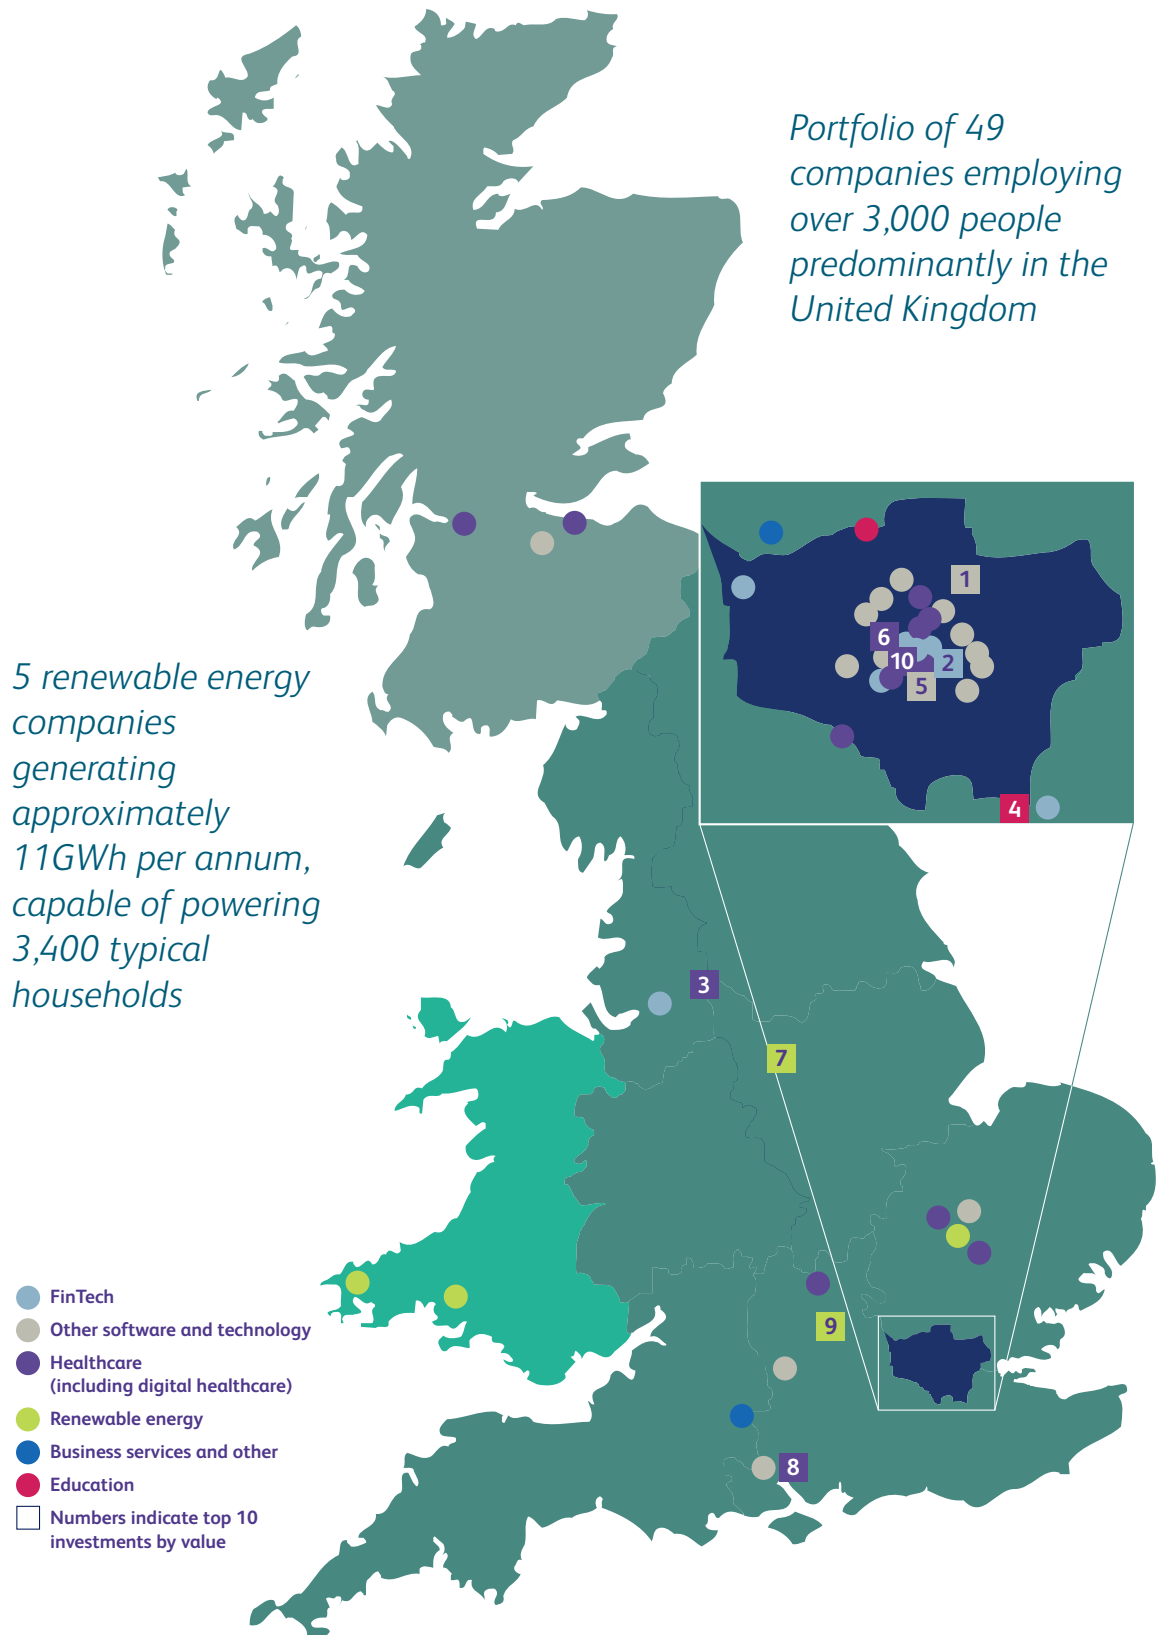 Portfolio of 49
companies employing
over 3,000 people
predominantly in the
United Kingdom
1
6
10
2
5
4
5 renewable energy
companies
generating
approximately
11GWh per annum,
capable of powering
3,400 typical
households
3
7
9
8
FinTech
Other software and technology
Healthcare
(including digital healthcare)
Renewable energy
Business services and other
Education
Numbers indicate top 10
investments by value